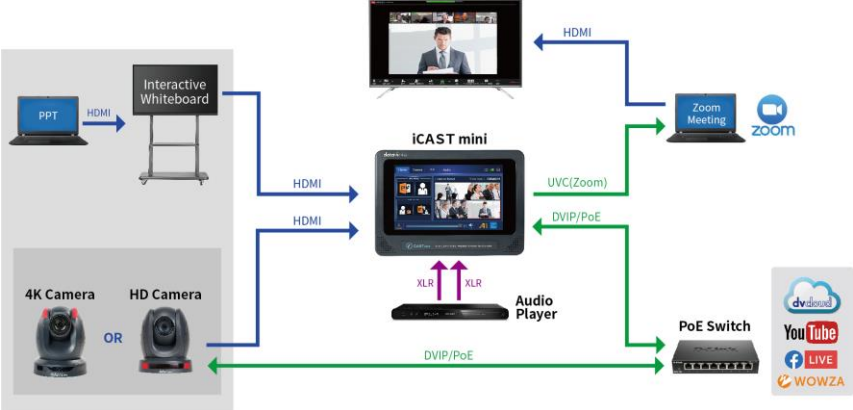 HDMI
PPT
HDMI
Interactive
Whiteboard
Zoom
Meeting
zoom
iCAST mini
HDMI
UVC(Zoom)
HDMI
DVIP/PoE
XLR
XLR
Audio
Player
4K Camera
HD Camera
OR
PoE Switch
DVIP/PoE
dvcloud
YouTube
LIVE
WOWZA